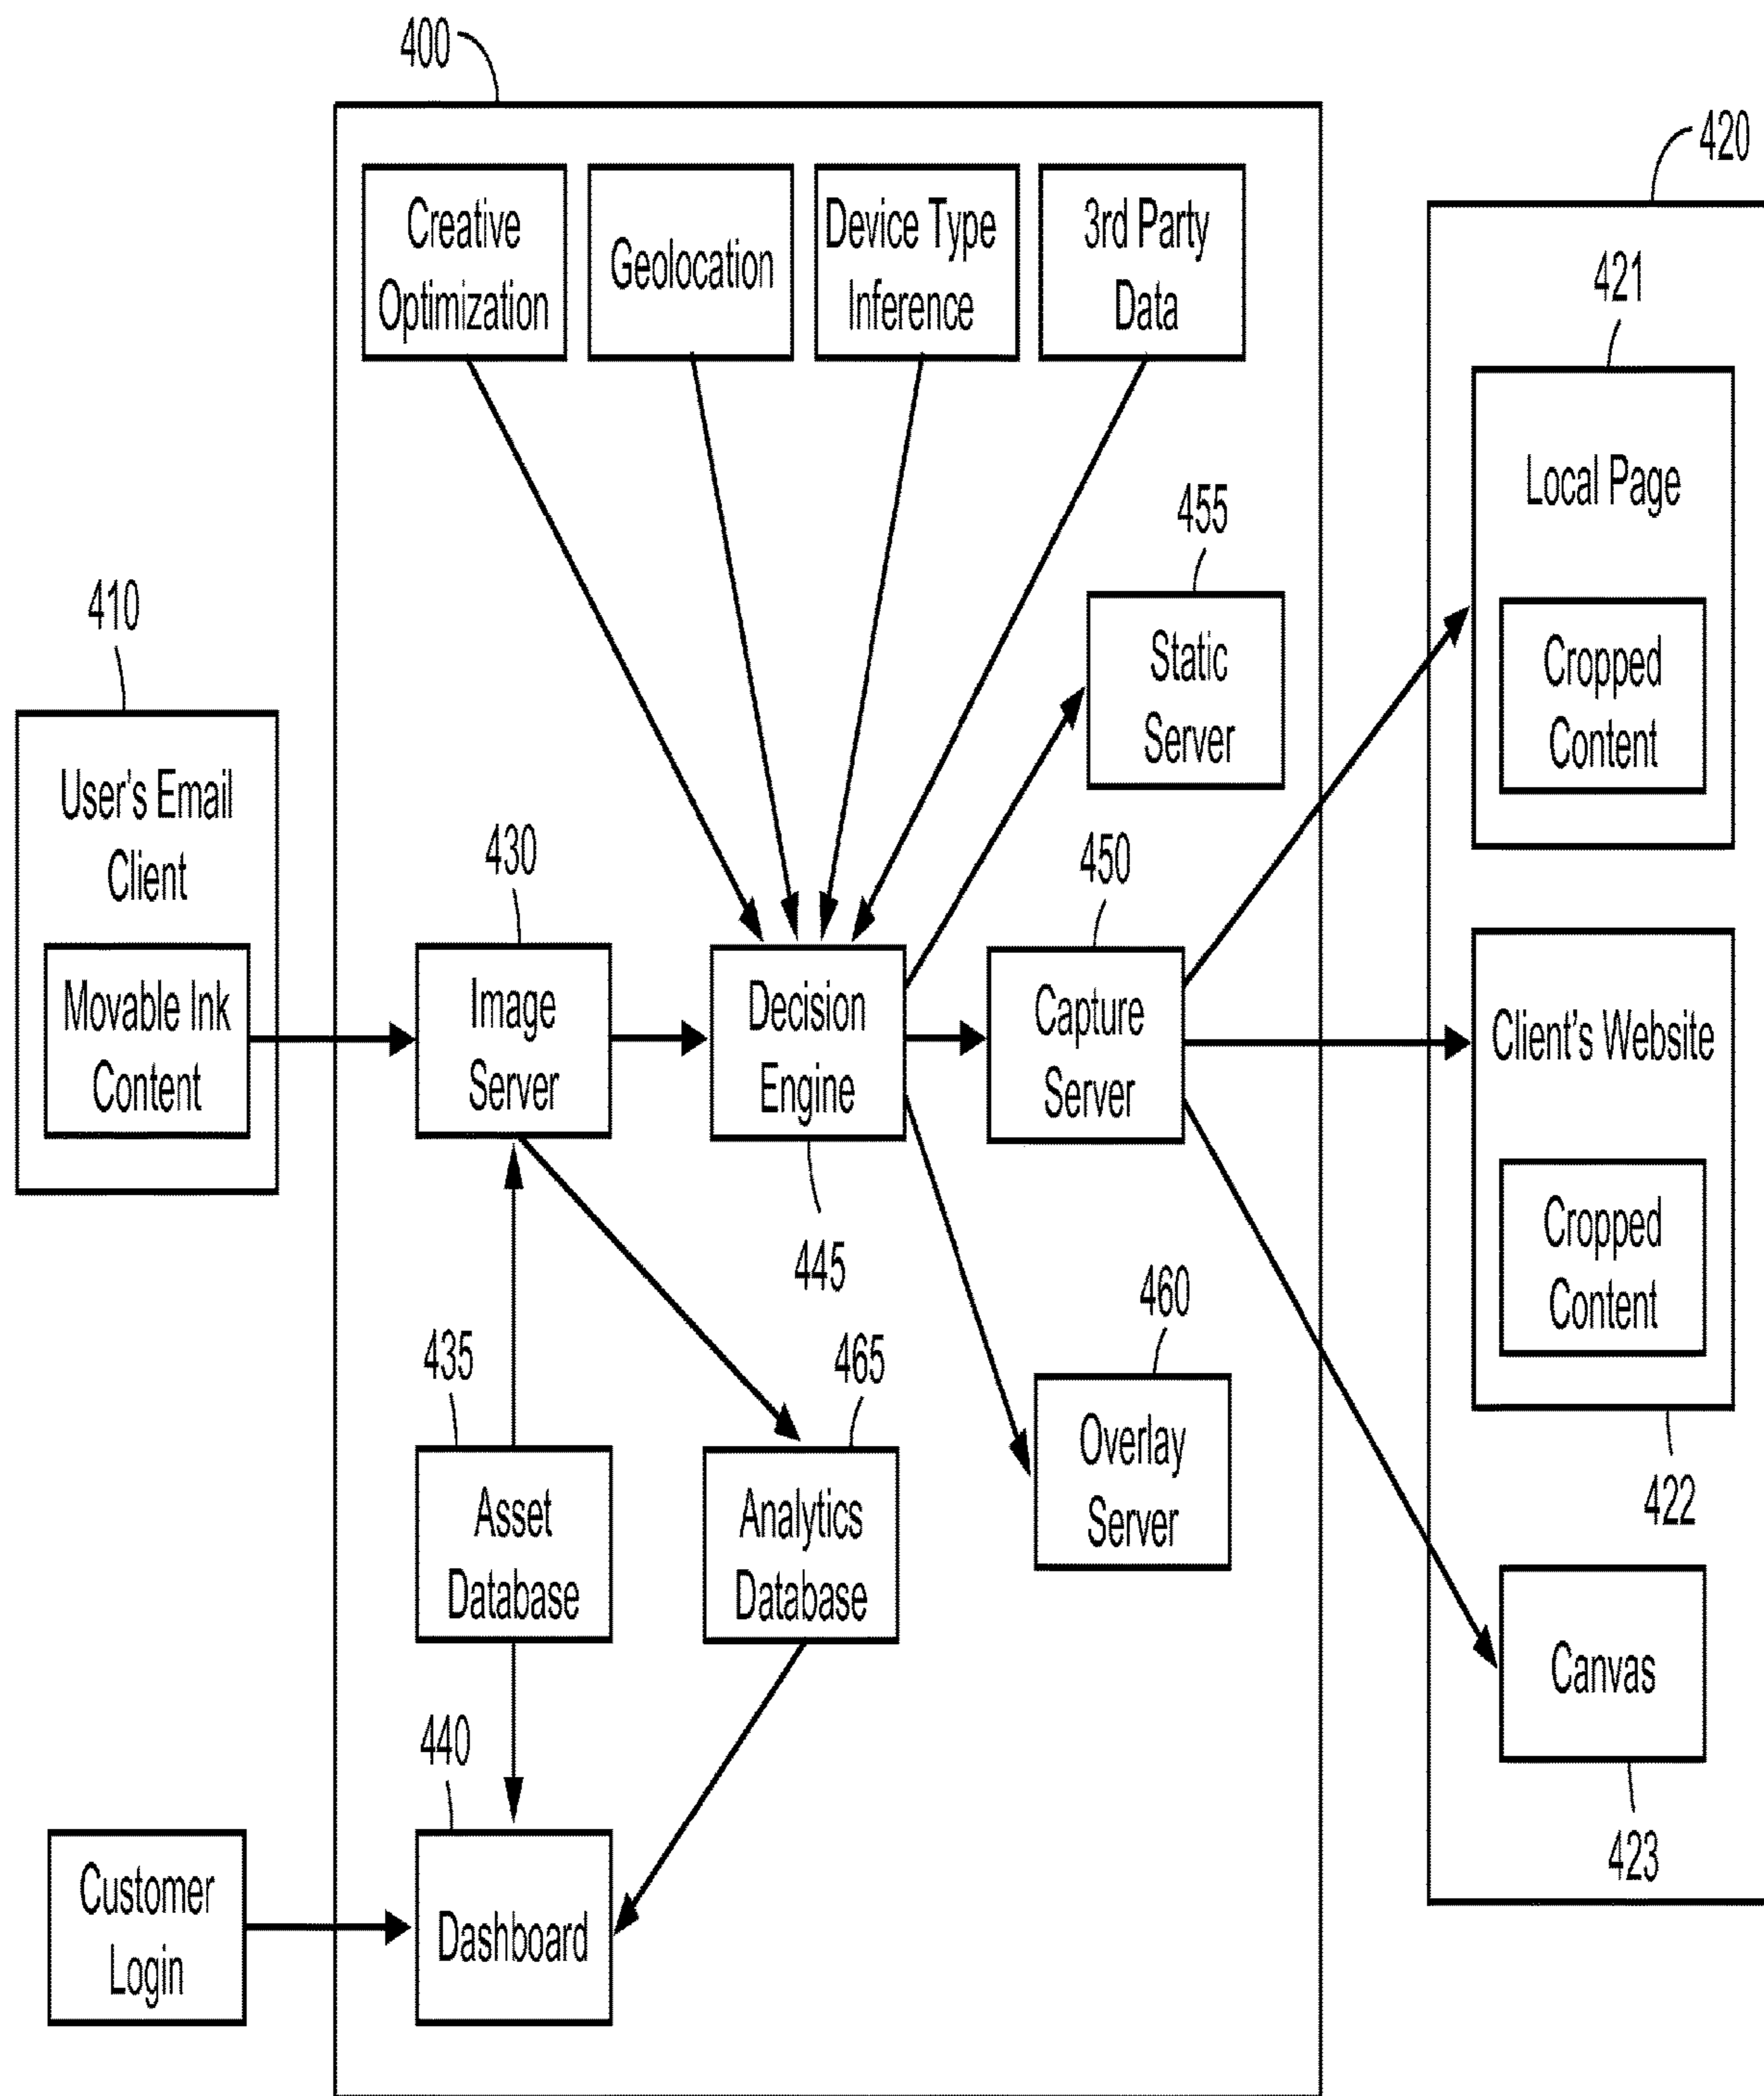 400
420
Creative
Optimization
Geolocation
Device Type
Inference
3rd Party
Data
421
Local Page
Cropped
Content
455
Static
Server
410
User's Email
Client
Movable Ink
Content
430
Image
Server
Decision
Engine
445
450
Capture
Server
Client's Website
Cropped
Content
422
435
Asset
Database
465
Analytics
Database
460
Overlay
Server
Canvas
423
440
Dashboard
Customer
Login